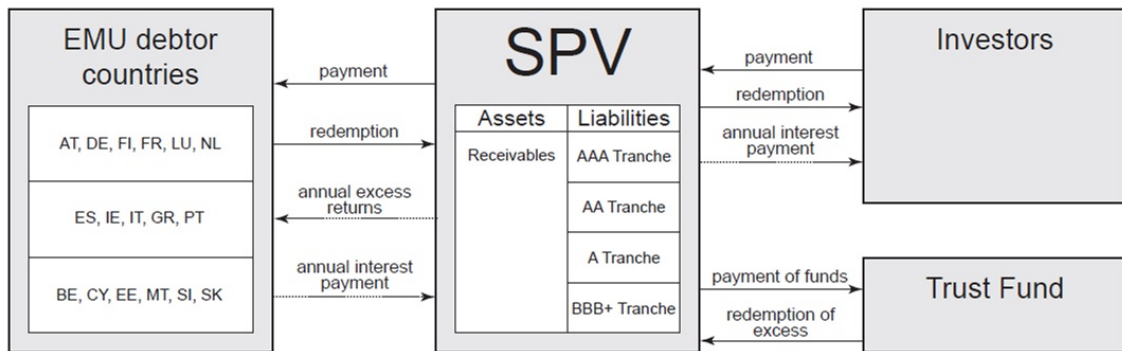 EMU debtor
countries
AT, DE, FI, FR, LU, NL
ES, IE, IT, GR, PT
BE, CY, EE, MT, SI, SK
payment
redemption
annual excess
returns
annual interest
payment
SPV
Assets
Liabilities
Receivables
AAA Tranche
AA Tranche
A Tranche
BBB+ Tranche
payment
redemption
annual interest
payment
payment of funds
redemption of
excess
Investors
Trust Fund